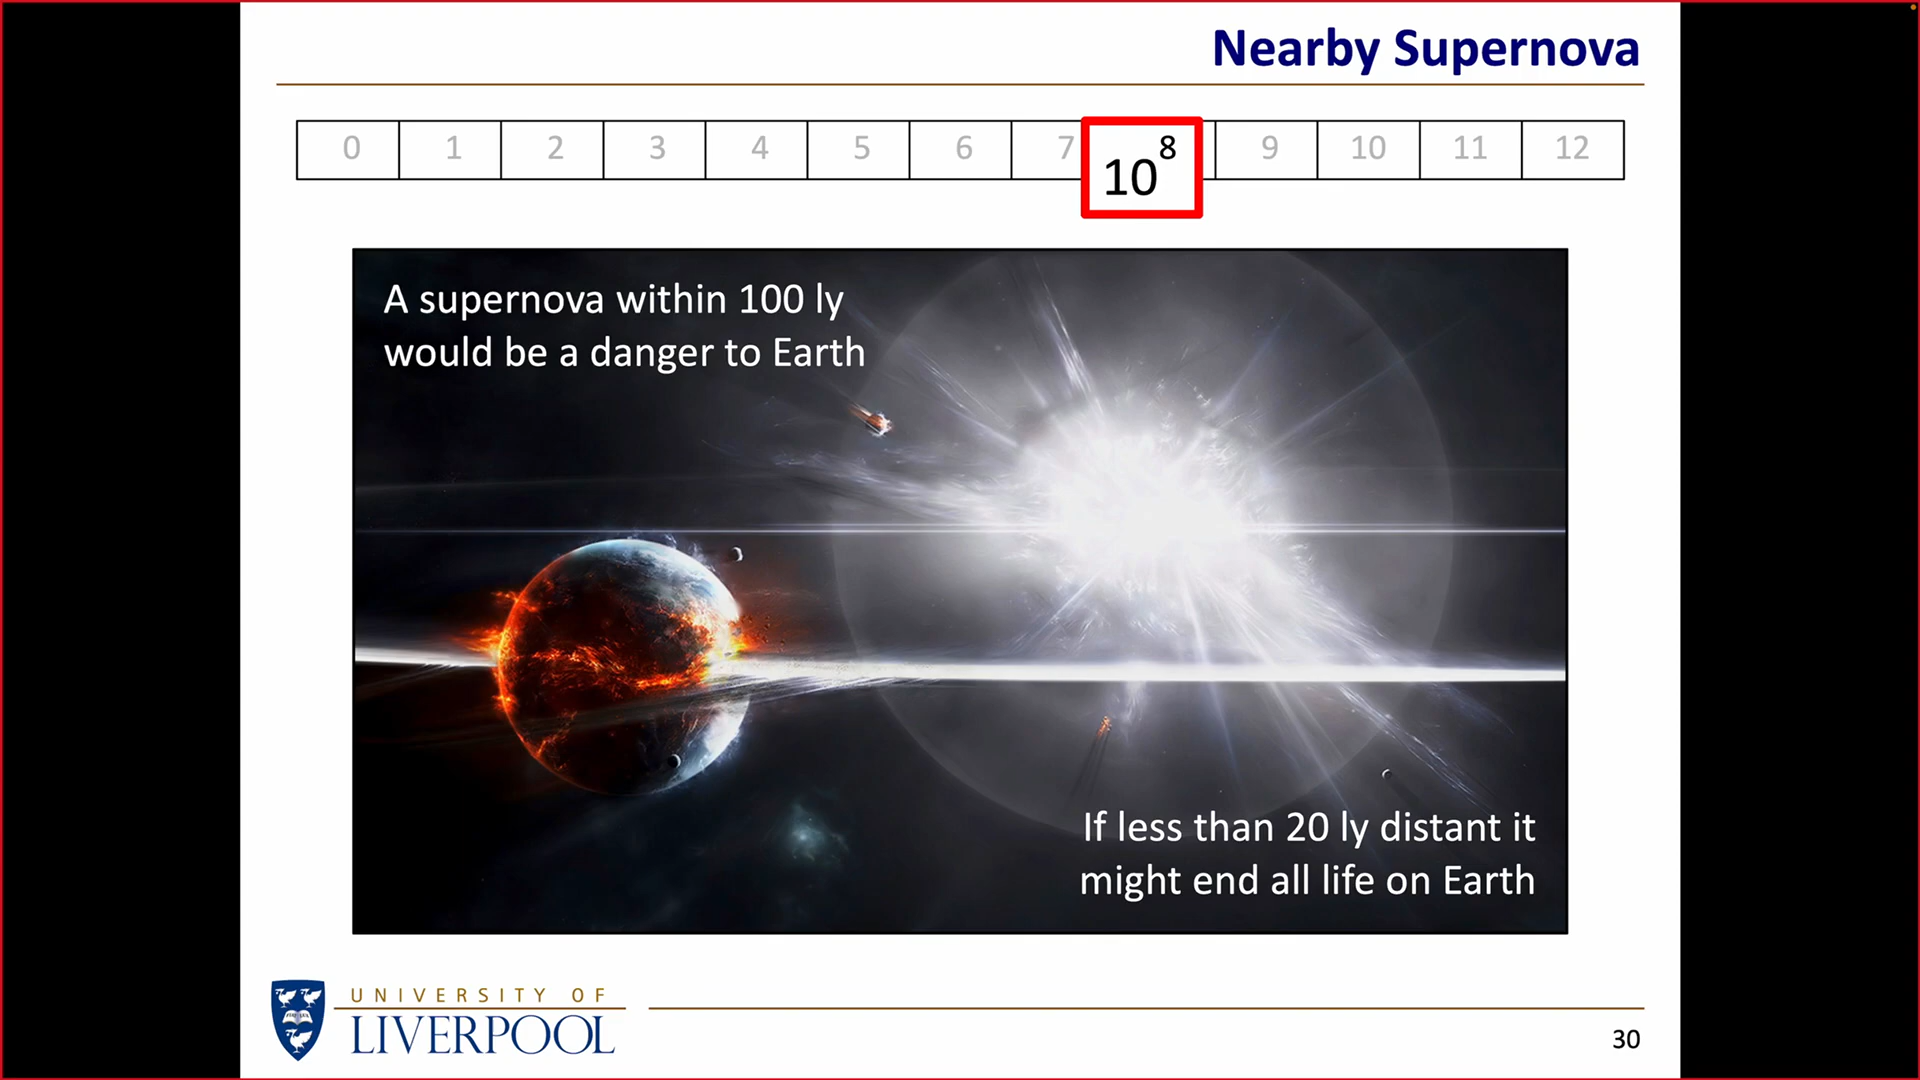 Nearby Supernova
0 1 2 3 4 5 6 7 10^8 9 10 11 12
A supernova within 100 ly
would be a danger to Earth
If less than 20 ly distant it
might end all life on Earth
UNIVERSITY OF
LIVERPOOL
30